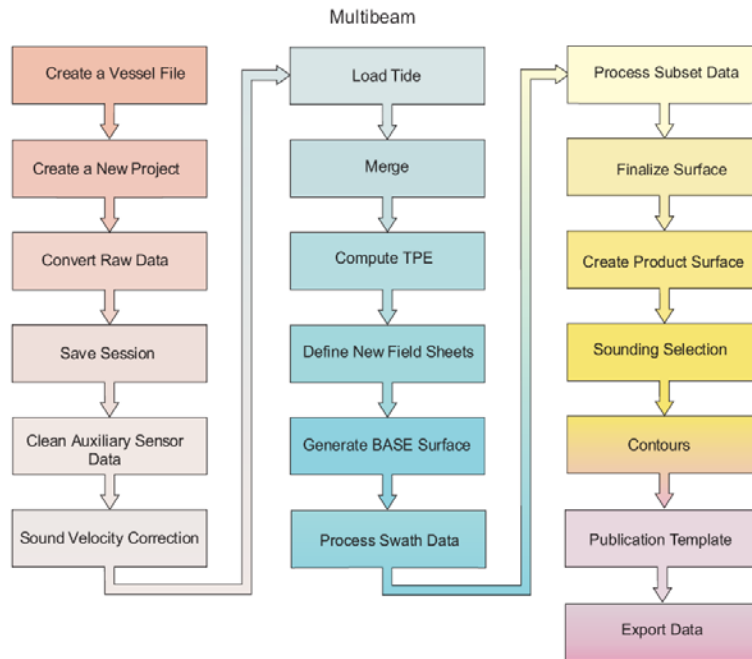 Multibeam
Create a Vessel File
Create a New Project
Convert Raw Data
Save Session
Clean Auxiliary Sensor
Data
Sound Velocity Correction
Load Tide
Merge
Compute TPE
Define New Field Sheets
Generate BASE Surface
Process Swath Data
Process Subset Data
Finalize Surface
Create Product Surface
Sounding Selection
Contours
Publication Template
Export Data